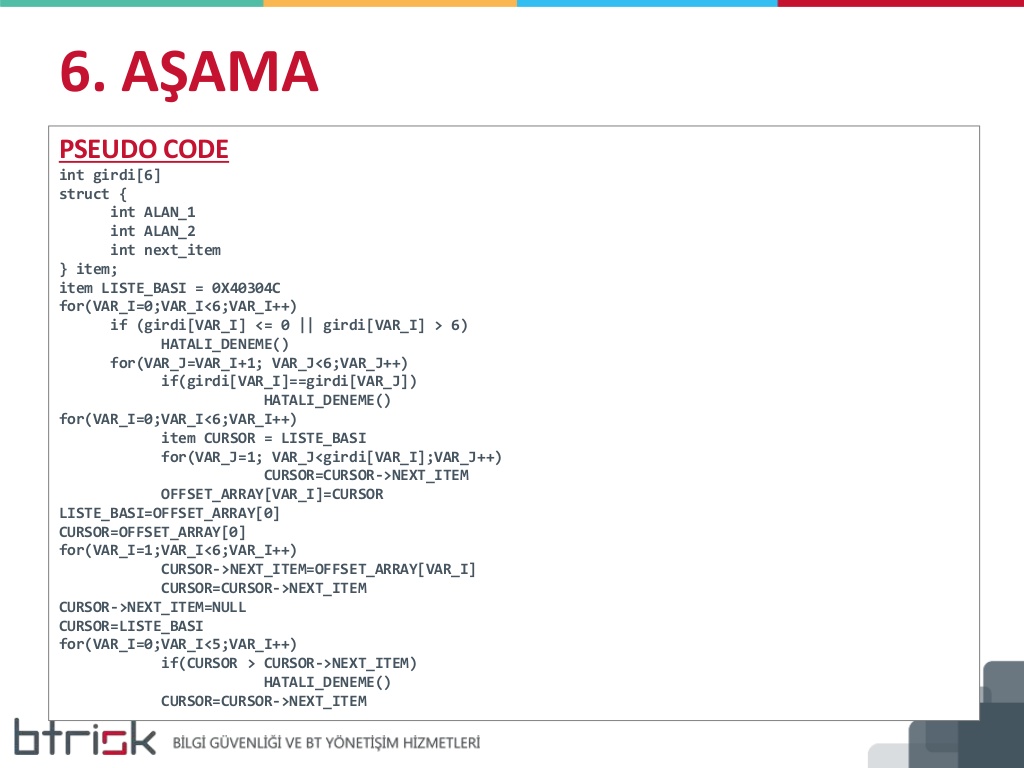 6. AŞAMA
PSEUDO CODE
int girdi[6]
struct {
      int ALAN_1
      int ALAN_2
      int next_item
} item;
item LISTE_BASI = 0X40304C
for(VAR_I=0;VAR_I<6;VAR_I++)
      if (girdi[VAR_I] <= 0 || girdi[VAR_I] > 6)
            HATALI_DENEME()
      for(VAR_J=VAR_I+1; VAR_J<6;VAR_J++)
            if(girdi[VAR_I]==girdi[VAR_J])
                        HATALI_DENEME()
for(VAR_I=0;VAR_I<6;VAR_I++)
            item CURSOR = LISTE_BASI
            for(VAR_J=1; VAR_J<girdi[VAR_I];VAR_J++)
                        CURSOR=CURSOR->NEXT_ITEM
            OFFSET_ARRAY[VAR_I]=CURSOR
LISTE_BASI=OFFSET_ARRAY[0]
CURSOR=OFFSET_ARRAY[0]
for(VAR_I=1;VAR_I<6;VAR_I++)
            CURSOR->NEXT_ITEM=OFFSET_ARRAY[VAR_I]
            CURSOR=CURSOR->NEXT_ITEM
CURSOR->NEXT_ITEM=NULL
CURSOR=LISTE_BASI
for(VAR_I=0;VAR_I<5;VAR_I++)
            if(CURSOR > CURSOR->NEXT_ITEM)
                        HATALI_DENEME()
            CURSOR=CURSOR->NEXT_ITEM
btrisk BİLGİ GÜVENLİĞİ VE BT YÖNETİŞİM HİZMETLERİ